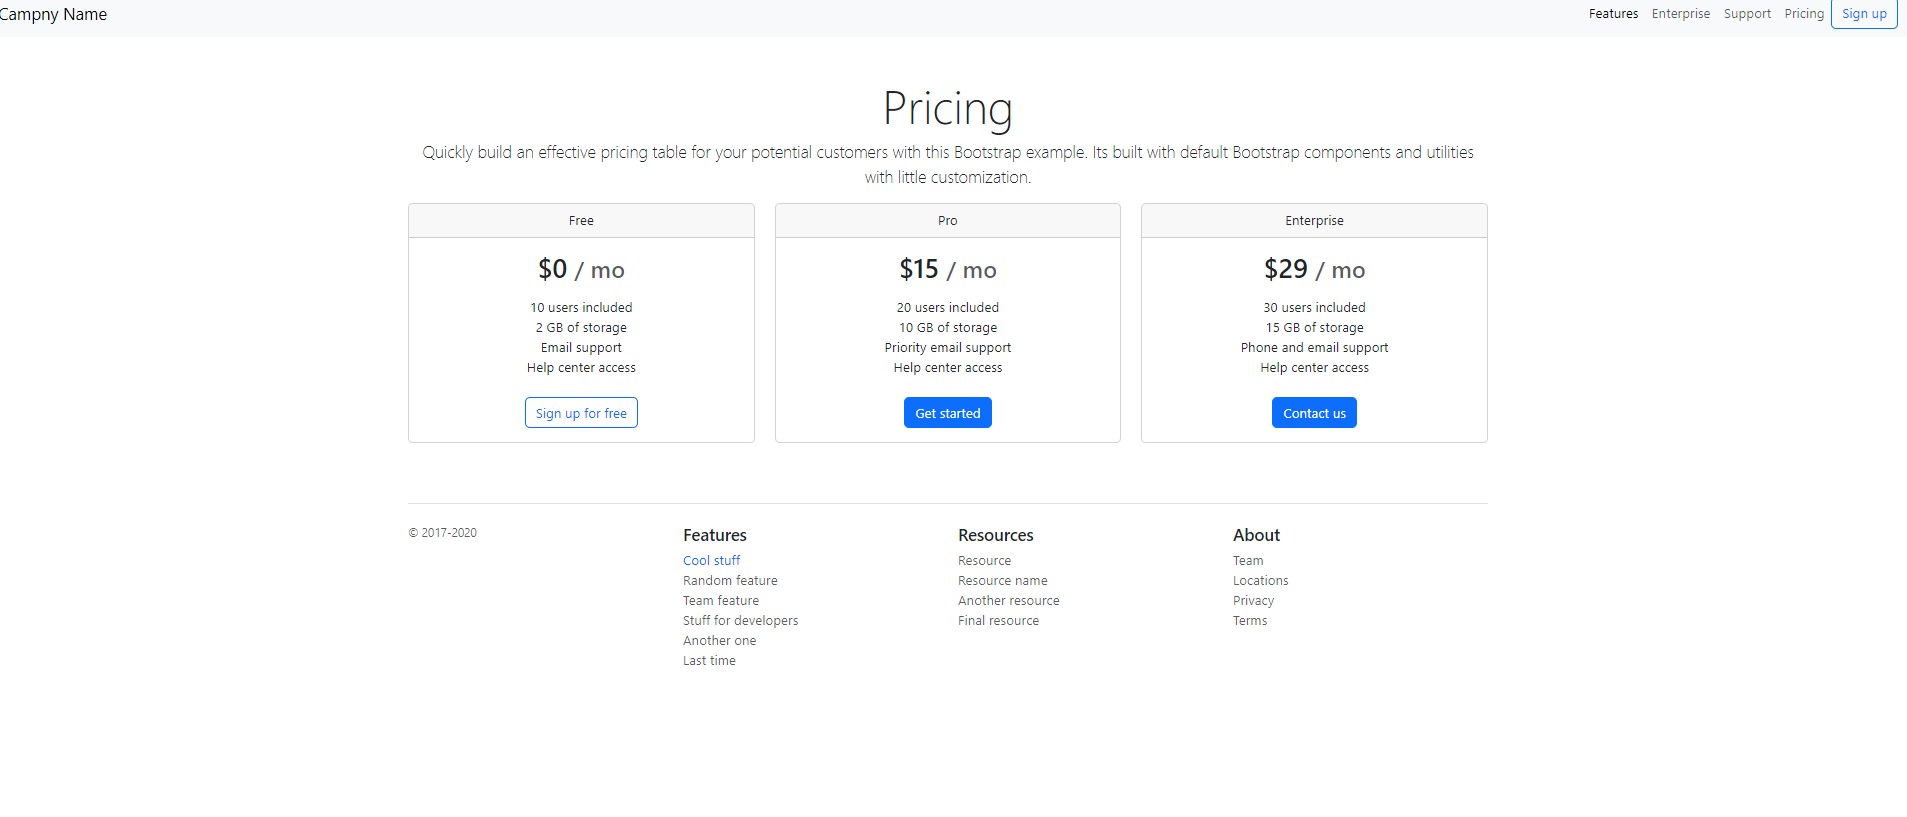 Campny Name
Features Enterprise Support Pricing Sign up
Pricing
Quickly build an effective pricing table for your potential customers with this Bootstrap example. Its built with default Bootstrap components and utilities
with little customization.
Free
$0 / mo
10 users included
2 GB of storage
Email support
Help center access
Sign up for free
Pro
$15 / mo
20 users included
10 GB of storage
Priority email support
Help center access
Get started
Enterprise
$29 / mo
30 users included
15 GB of storage
Phone and email support
Help center access
Contact us
© 2017-2020
Features
Cool stuff
Random feature
Team feature
Stuff for developers
Another one
Last time
Resources
Resource
Resource name
Another resource
Final resource
About
Team
Locations
Privacy
Terms